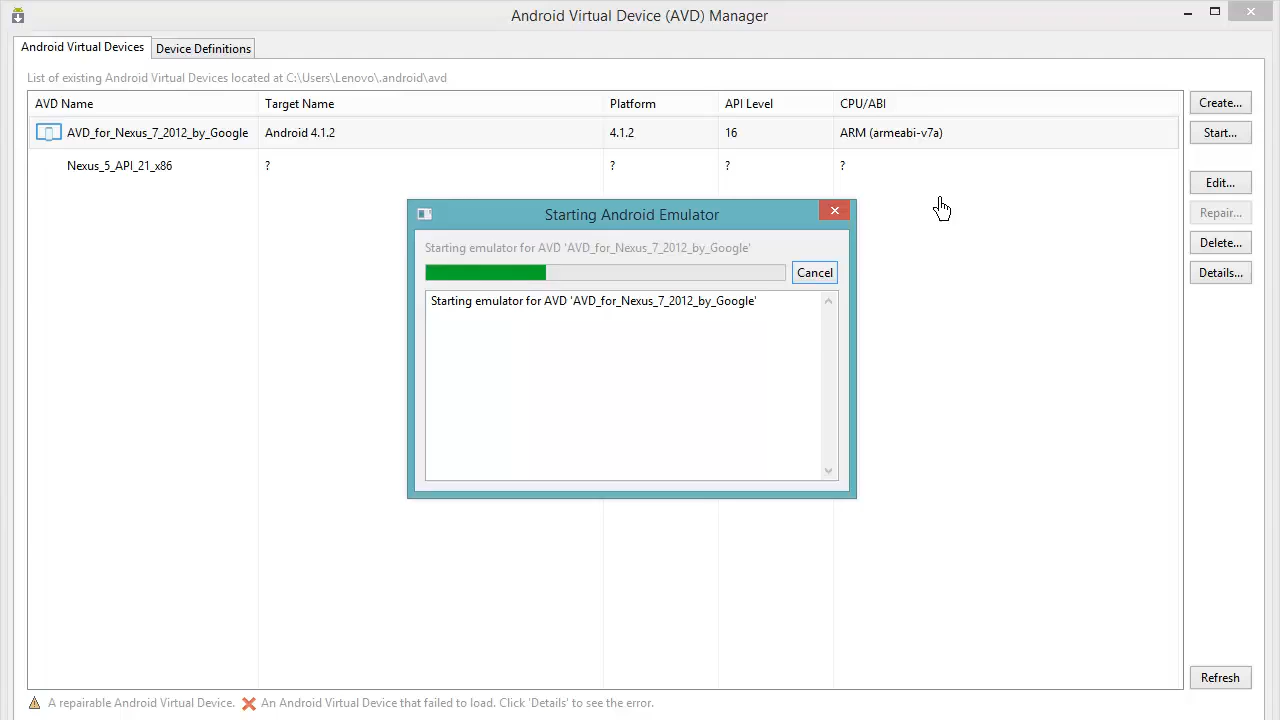 Android Virtual Device (AVD) Manager
Android Virtual Devices Device Definitions
List of existing Android Virtual Devices located at C:\Users\Lenovo\.android\avd
AVD Name Target Name Platform API Level CPU/ABI Create...
AVD_for_Nexus_7_2012_by_Google Android 4.1.2 4.1.2 16 ARM (armeabi-v7a) Start...
Nexus_5_API_21_x86 ? ? ? ?
Edit...
Repair...
Delete...
Details...
Starting Android Emulator
Starting emulator for AVD 'AVD_for_Nexus_7_2012_by_Google'
Cancel
Starting emulator for AVD 'AVD_for_Nexus_7_2012_by_Google'
Refresh
A repairable Android Virtual Device. An Android Virtual Device that failed to load. Click 'Details' to see the error.